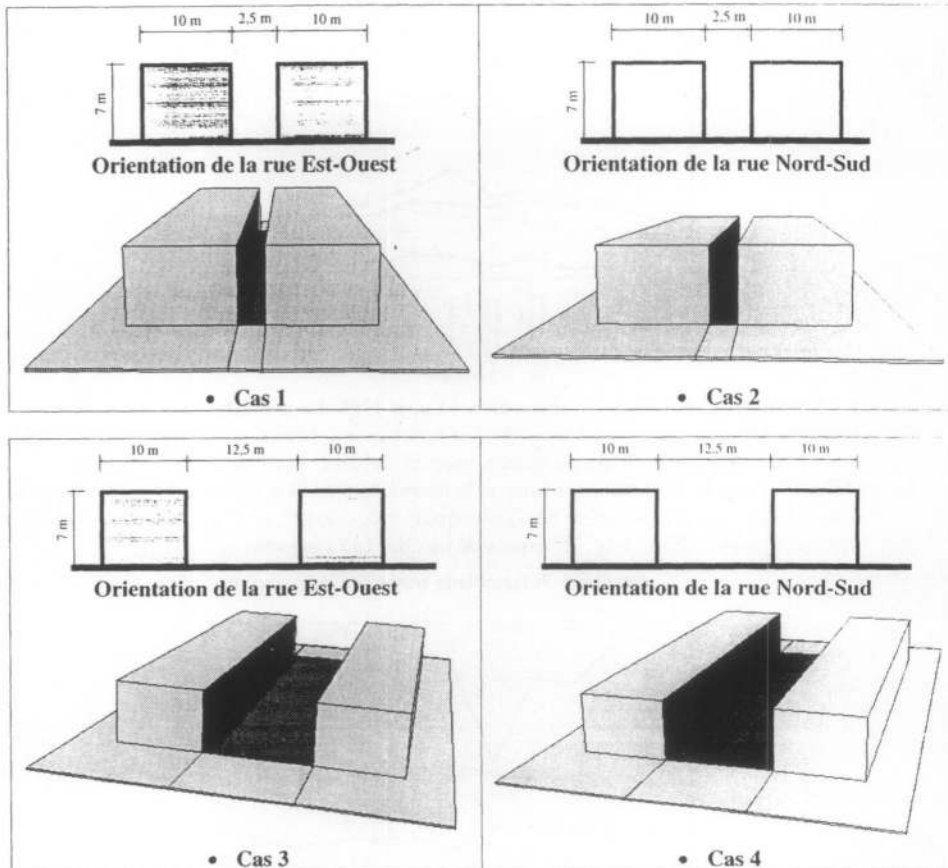 10 m 2.5 m 10 m
7 m
Orientation de la rue Est-Ouest
• Cas 1
10 m 2.5 m 10 m
7 m
Orientation de la rue Nord-Sud
• Cas 2
10 m 12.5 m 10 m
7 m
Orientation de la rue Est-Ouest
• Cas 3
10 m 12.5 m 10 m
7 m
Orientation de la rue Nord-Sud
• Cas 4